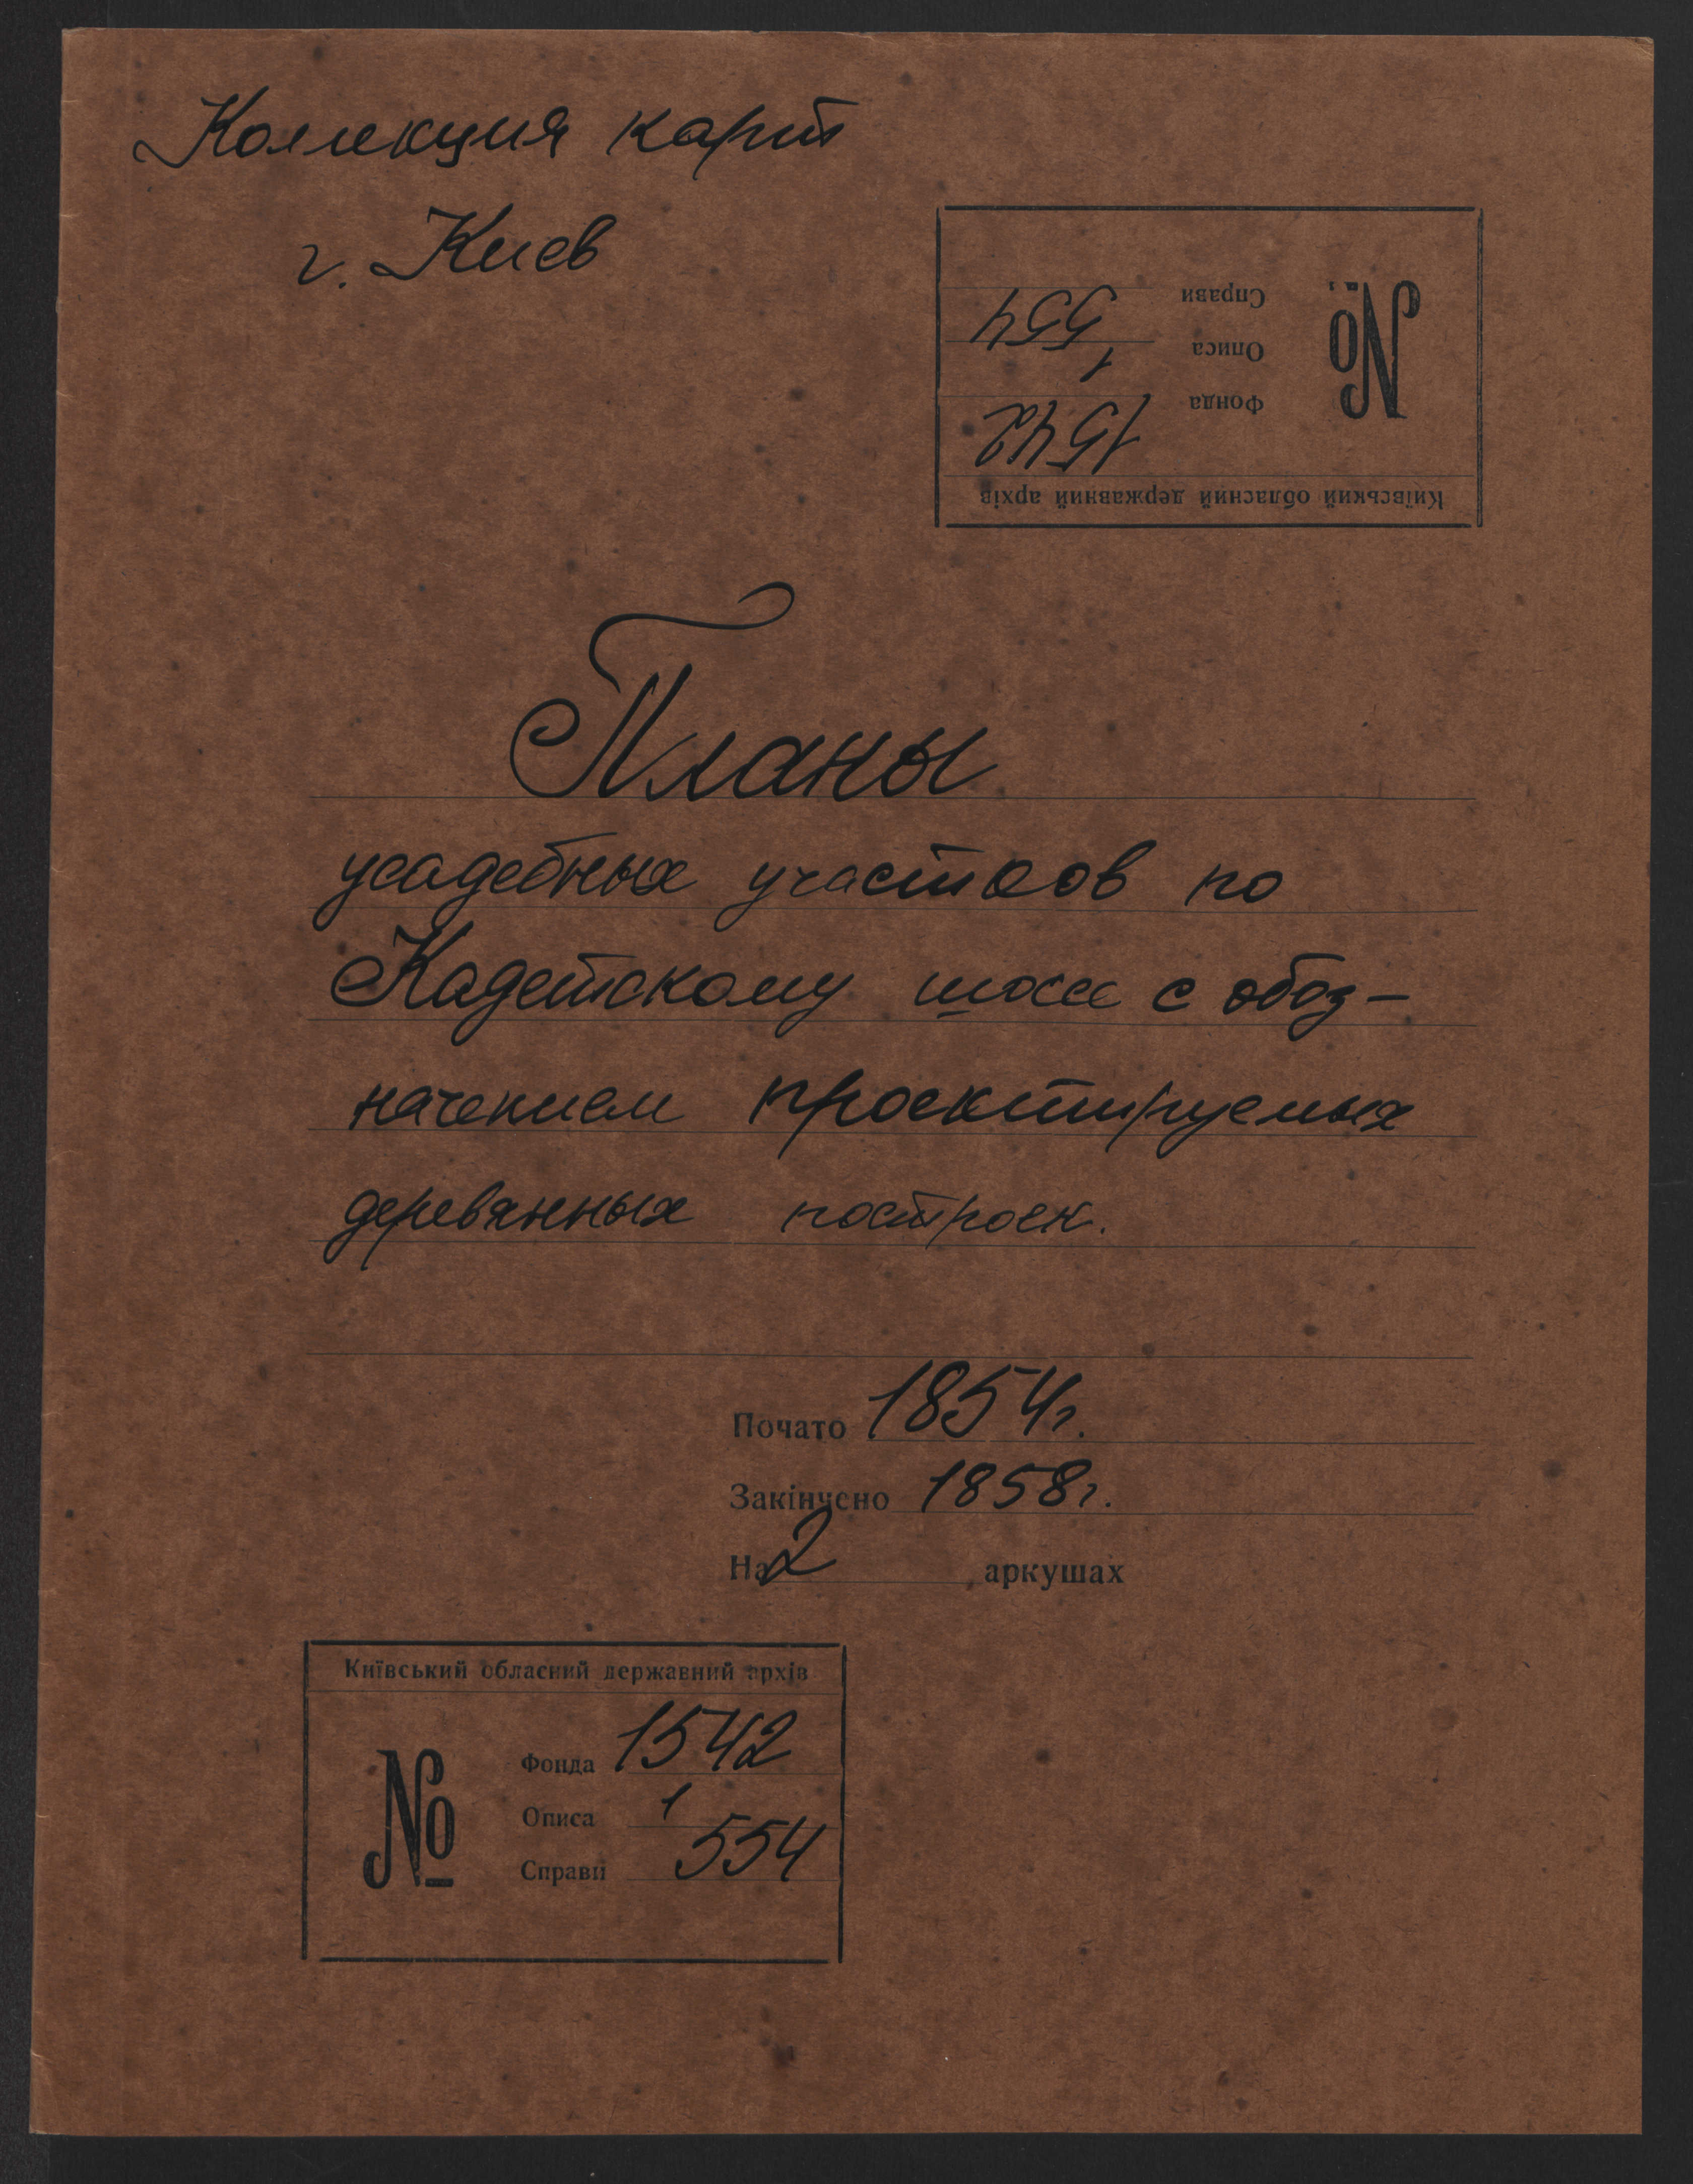 Коллекция карт
г. Киев
Київський обласний державний архів
№
Фонда 1542
Описа 1
Справи 554
Планы
усадебных участков по
Кадетскому шоссе с обоз-
начением проектируемых
деревянных построек.
Почато 1854г.
Закінчено 1858г.
На 2 аркушах
Київський обласний державний архів
№
Фонда 1542
Описа 1
Справи 554